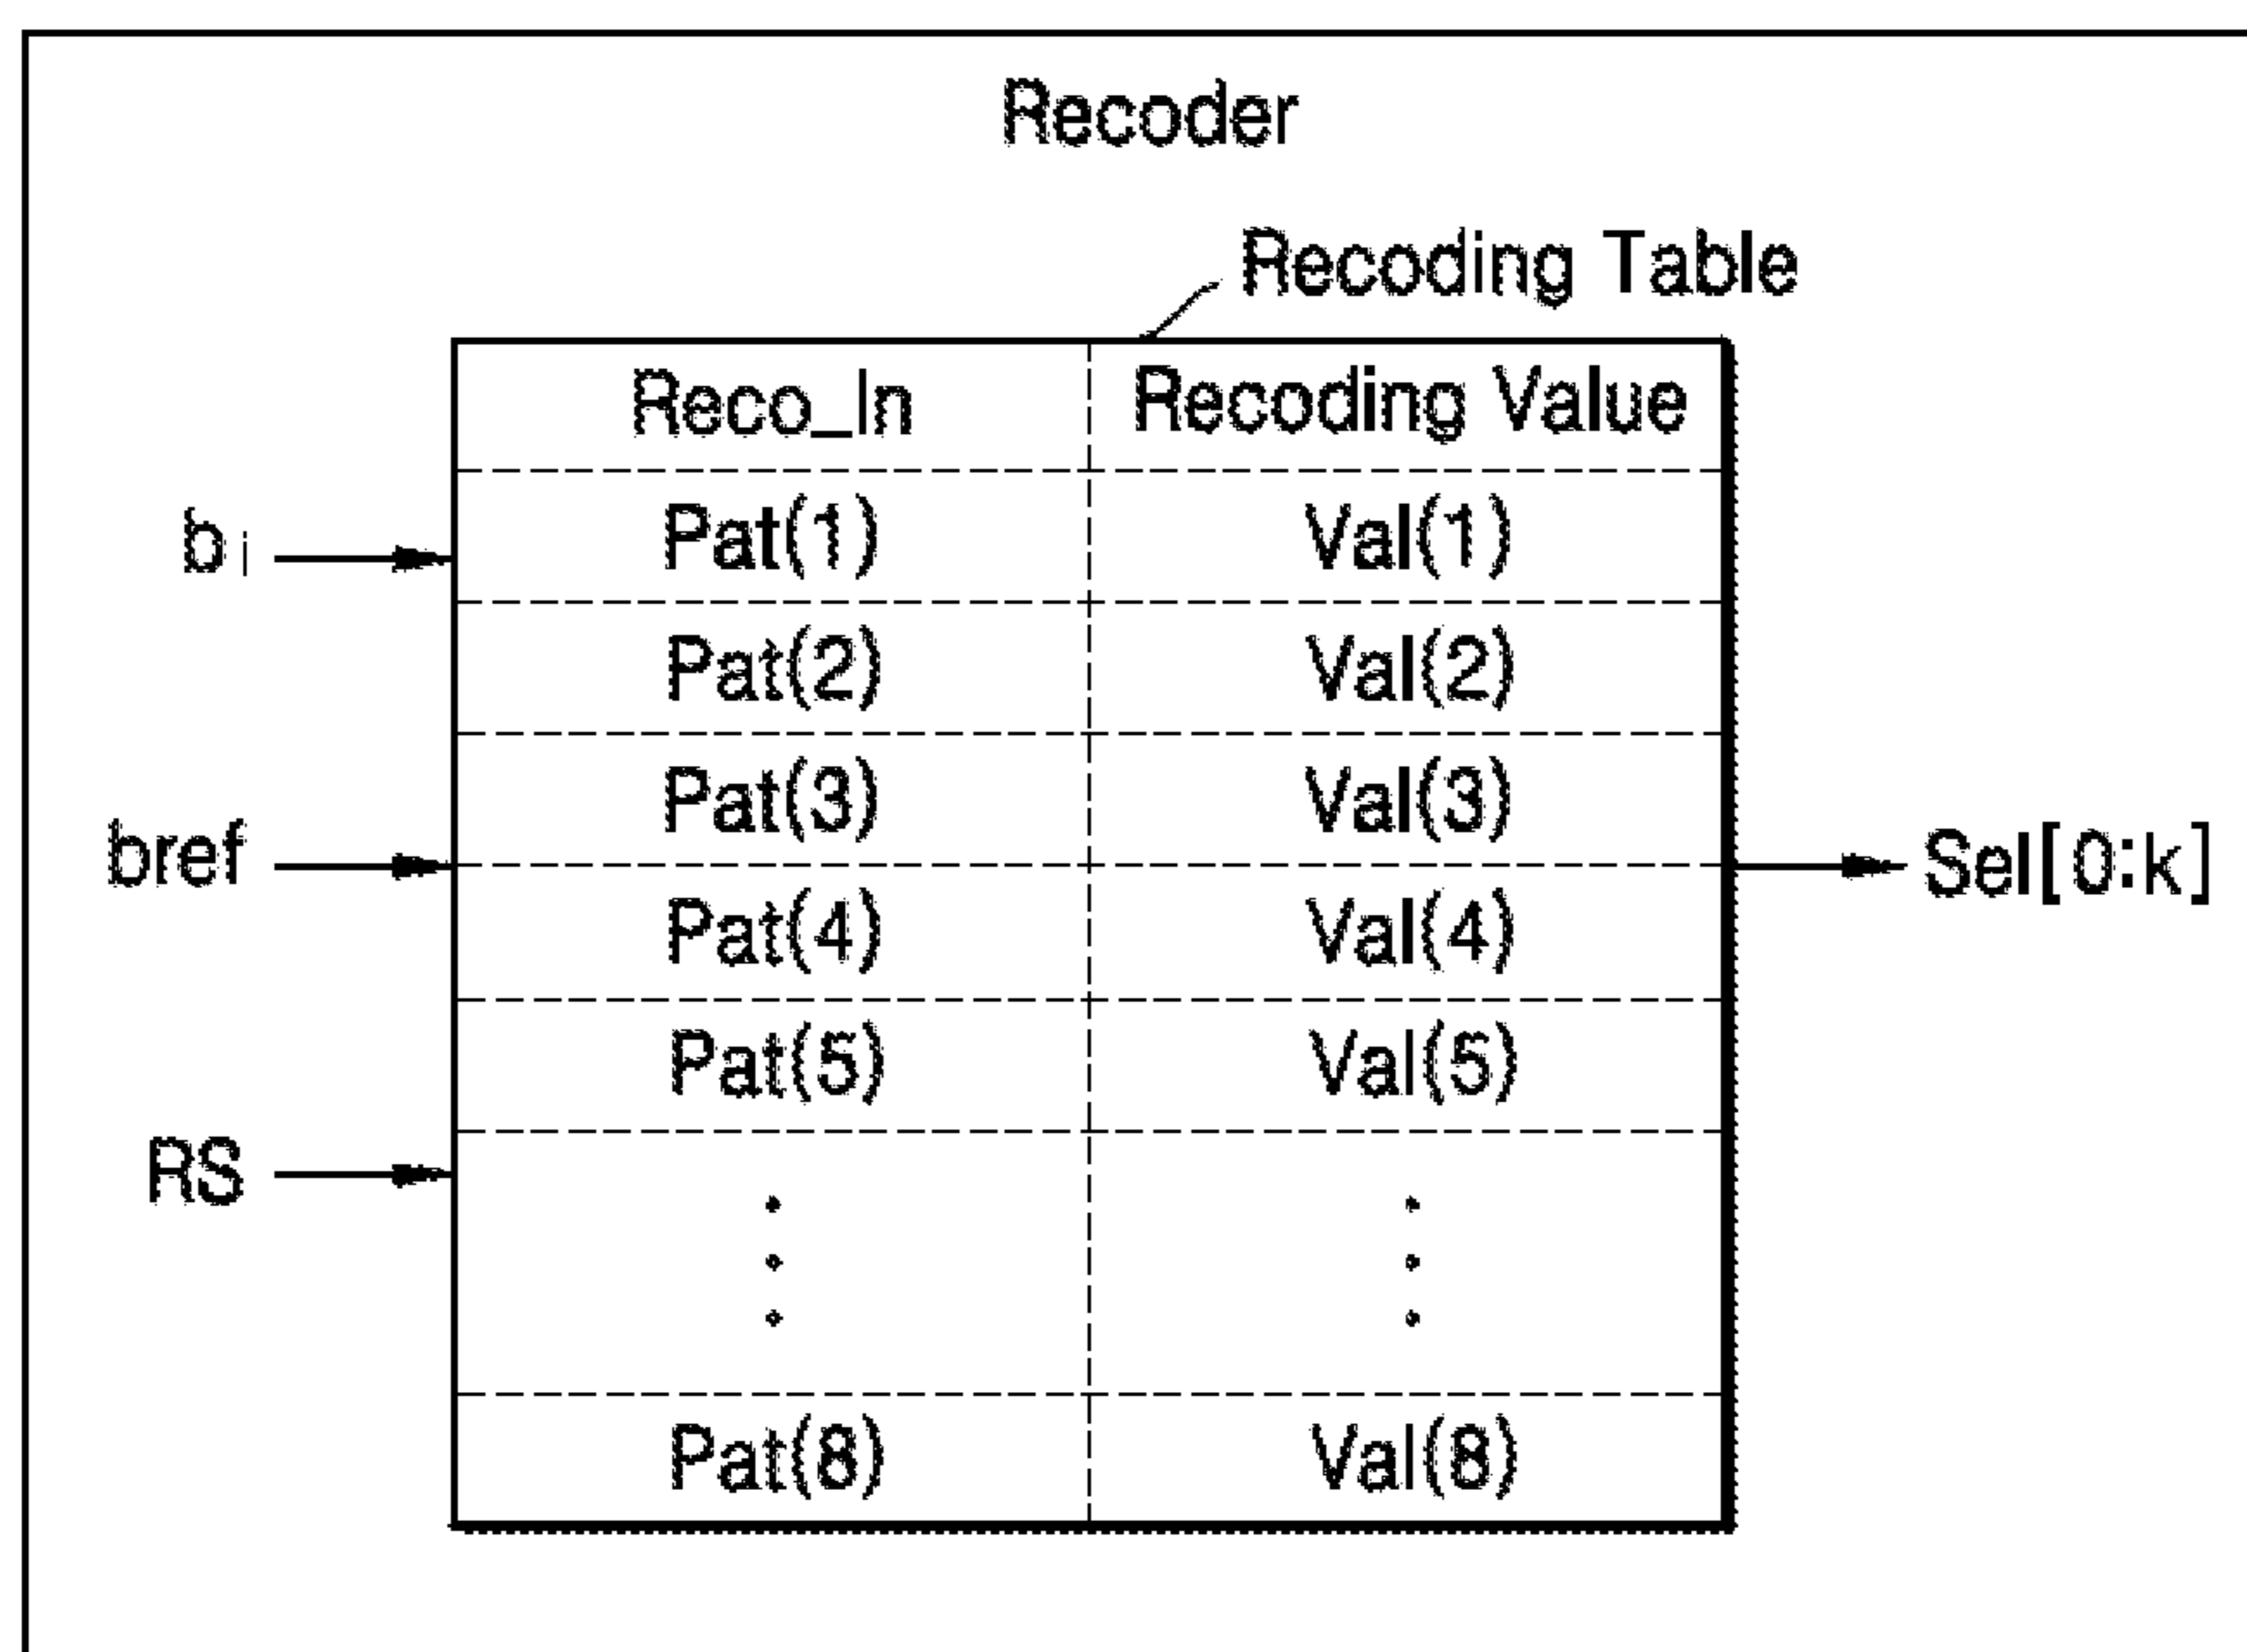 Recoder
Recoding Table
Reco_In Recoding Value
bi Pat(1) Val(1)
Pat(2) Val(2)
Pat(3) Val(3)
bref Sel[0:k]
Pat(4) Val(4)
Pat(5) Val(5)
RS
Pat(8) Val(8)